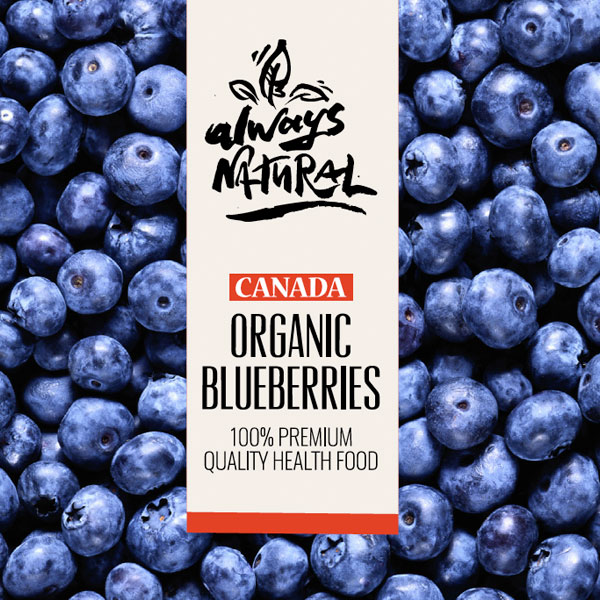 always
NATURAL
CANADA
ORGANIC
BLUEBERRIES
100% PREMIUM
QUALITY HEALTH FOOD